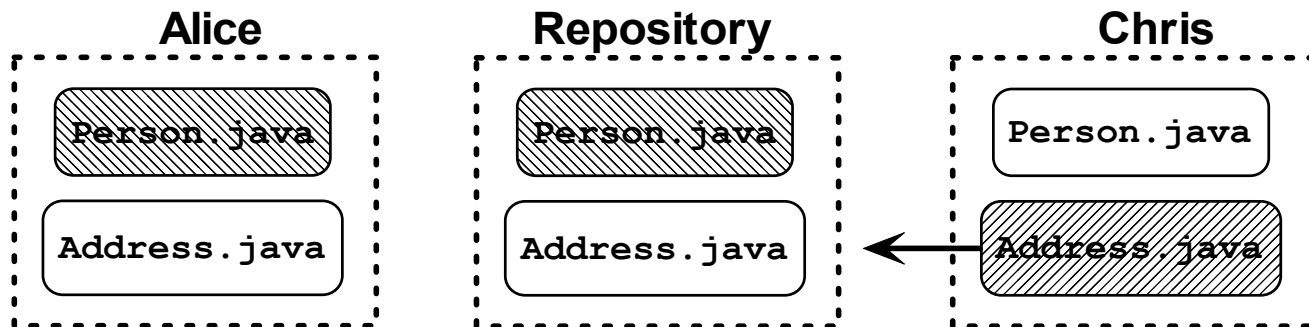 Alice
Repository
Chris
Person.java
Person.java
Person.java
Address.java
Address.java
Address.java